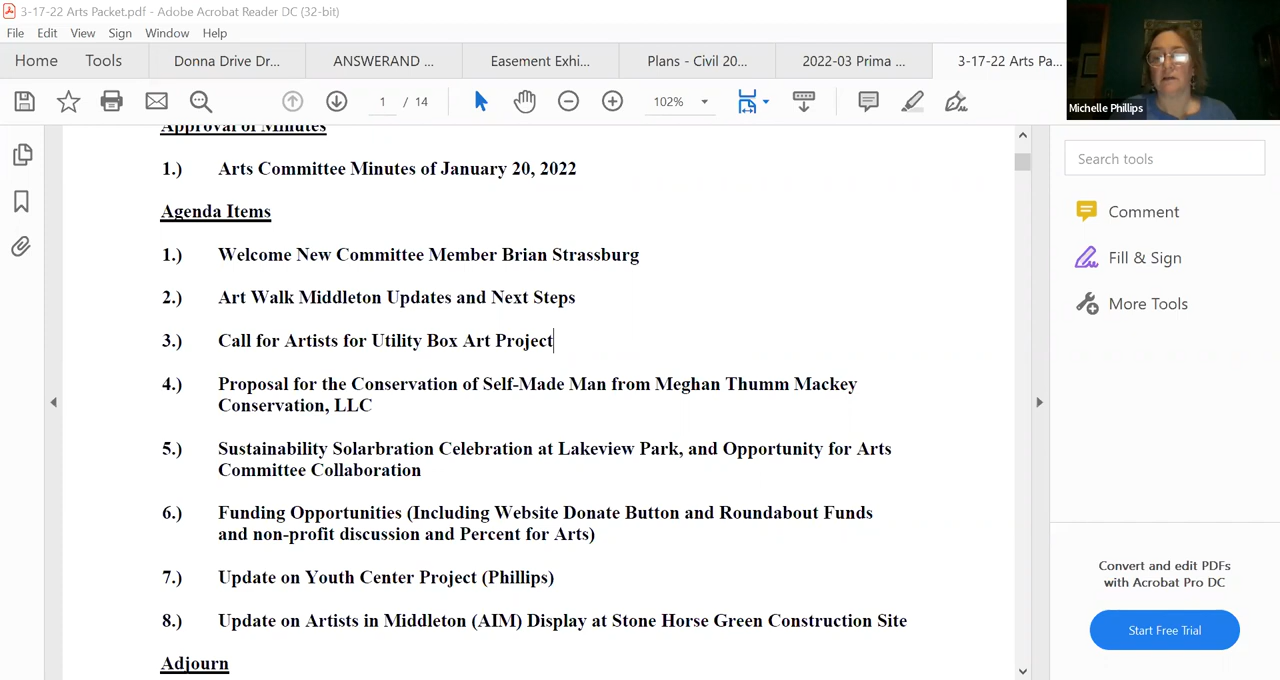 3-17-22 Arts Packet.pdf - Adobe Acrobat Reader DC (32-bit)
File Edit View Sign Window Help
Home Tools Donna Drive Dr... ANSWERAND ... Easement Exhi... Plans - Civil 20... 2022-03 Prima ... 3-17-22 Arts Pa...
1 / 14 102%
Michelle Phillips
Approval of Minutes
1.) Arts Committee Minutes of January 20, 2022
Agenda Items
1.) Welcome New Committee Member Brian Strassburg
2.) Art Walk Middleton Updates and Next Steps
3.) Call for Artists for Utility Box Art Project
4.) Proposal for the Conservation of Self-Made Man from Meghan Thumm Mackey
Conservation, LLC
5.) Sustainability Solarbration Celebration at Lakeview Park, and Opportunity for Arts
Committee Collaboration
6.) Funding Opportunities (Including Website Donate Button and Roundabout Funds
and non-profit discussion and Percent for Arts)
7.) Update on Youth Center Project (Phillips)
8.) Update on Artists in Middleton (AIM) Display at Stone Horse Green Construction Site
Adjourn
Search tools
Comment
Fill & Sign
More Tools
Convert and edit PDFs
with Acrobat Pro DC
Start Free Trial